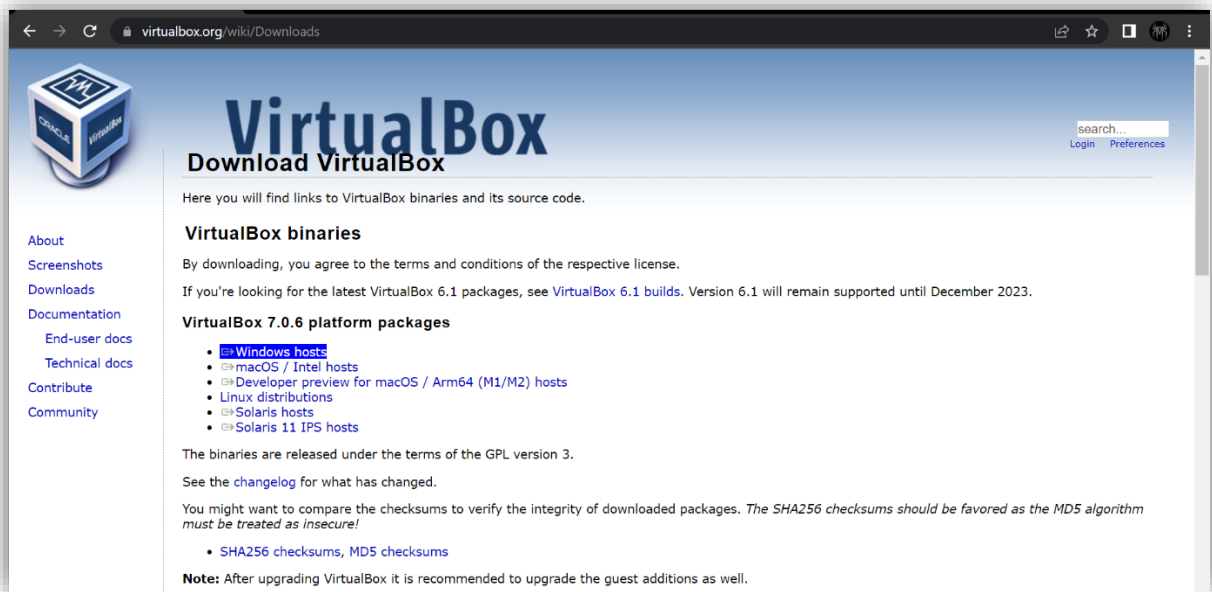 virtualbox.org/wiki/Downloads
ORACLE
VirtualBox
VirtualBox
search...
Login Preferences
Download VirtualBox
Here you will find links to VirtualBox binaries and its source code.
About
Screenshots
Downloads
Documentation
End-user docs
Technical docs
Contribute
Community
VirtualBox binaries
By downloading, you agree to the terms and conditions of the respective license.
If you're looking for the latest VirtualBox 6.1 packages, see VirtualBox 6.1 builds. Version 6.1 will remain supported until December 2023.
VirtualBox 7.0.6 platform packages
Windows hosts
macOS / Intel hosts
Developer preview for macOS / Arm64 (M1/M2) hosts
Linux distributions
Solaris hosts
Solaris 11 IPS hosts
The binaries are released under the terms of the GPL version 3.
See the changelog for what has changed.
You might want to compare the checksums to verify the integrity of downloaded packages. The SHA256 checksums should be favored as the MD5 algorithm
must be treated as insecure!
SHA256 checksums, MD5 checksums
Note: After upgrading VirtualBox it is recommended to upgrade the guest additions as well.